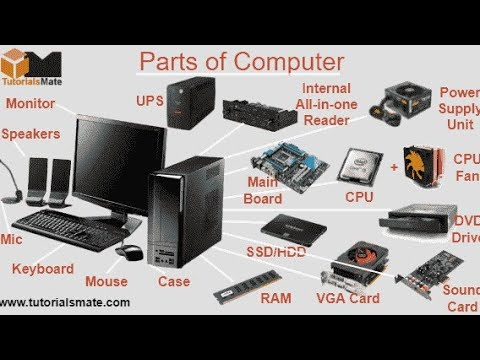 TutorialsMate
Parts of Computer
Monitor
UPS
Internal
All-in-one
Reader
Power
Supply
Unit
Speakers
Main
Board
CPU
+
CPU
Fan
Mic
Keyboard
Mouse
Case
SSD/HDD
DVD
Drive
RAM
VGA Card
Sound
Card
www.tutorialsmate.com